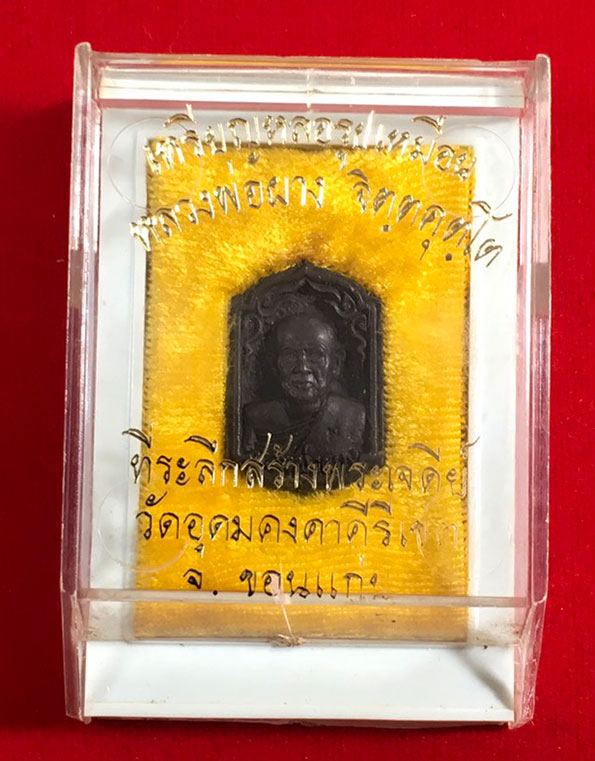 เหรียญหล่อรูปเหมือน
หลวงพ่อผาง จิตฺตคุตฺโต
ที่ระลึกสร้างพระเจดีย์
วัดอุดมคงคาคีรีเขต
จ. ขอนแก่น